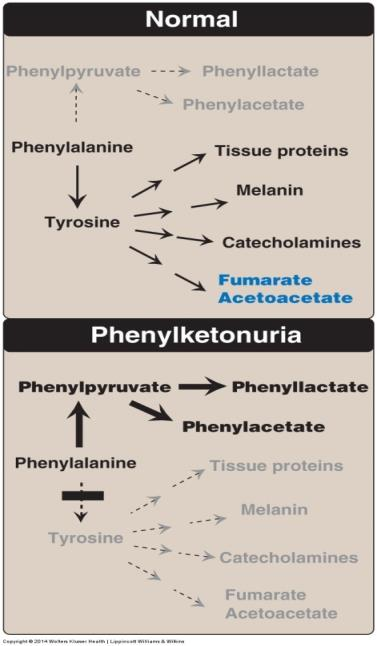 Normal
Phenylpyruvate Phenyllactate
Phenylacetate
Phenylalanine
Tissue proteins
Melanin
Tyrosine
Catecholamines
Fumarate
Acetoacetate
Phenylketonuria
Phenylpyruvate Phenyllactate
Phenylacetate
Phenylalanine
Tissue proteins
Melanin
Tyrosine
Catecholamines
Fumarate
Acetoacetate
Copyright © 2014 Wolters Kluwer Health | Lippincott Williams & Wilkins